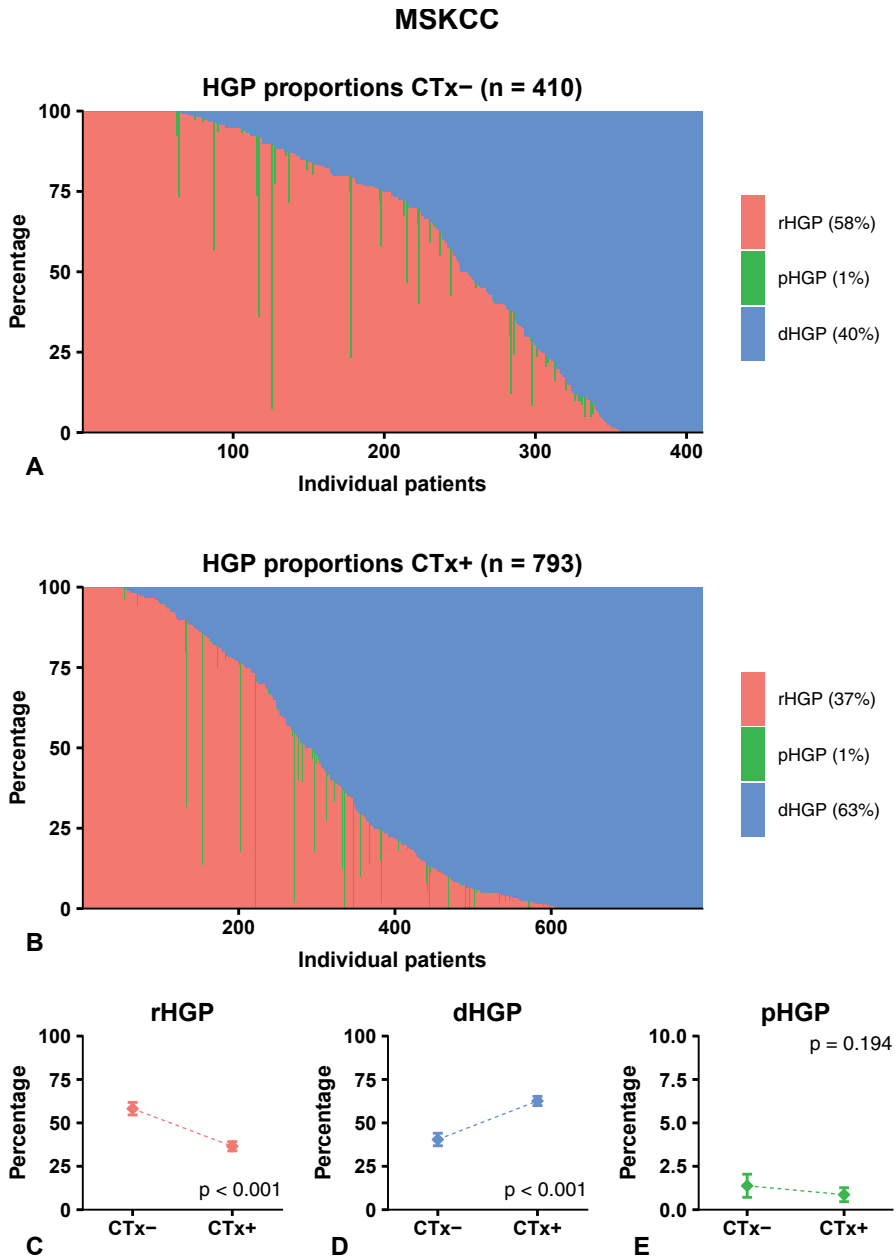 MSKCC
HGP proportions CTx− (n = 410)
100
75
50
25
0
Percentage
100
200
300
400
Individual patients
A
rHGP (58%)
pHGP (1%)
dHGP (40%)
HGP proportions CTx+ (n = 793)
100
75
50
25
0
Percentage
200
400
600
Individual patients
B
rHGP (37%)
pHGP (1%)
dHGP (63%)
rHGP
100
75
50
25
0
Percentage
p < 0.001
CTx−
CTx+
C
dHGP
100
75
50
25
0
Percentage
p < 0.001
CTx−
CTx+
D
pHGP
10.0
7.5
5.0
2.5
0.0
Percentage
p = 0.194
CTx−
CTx+
E